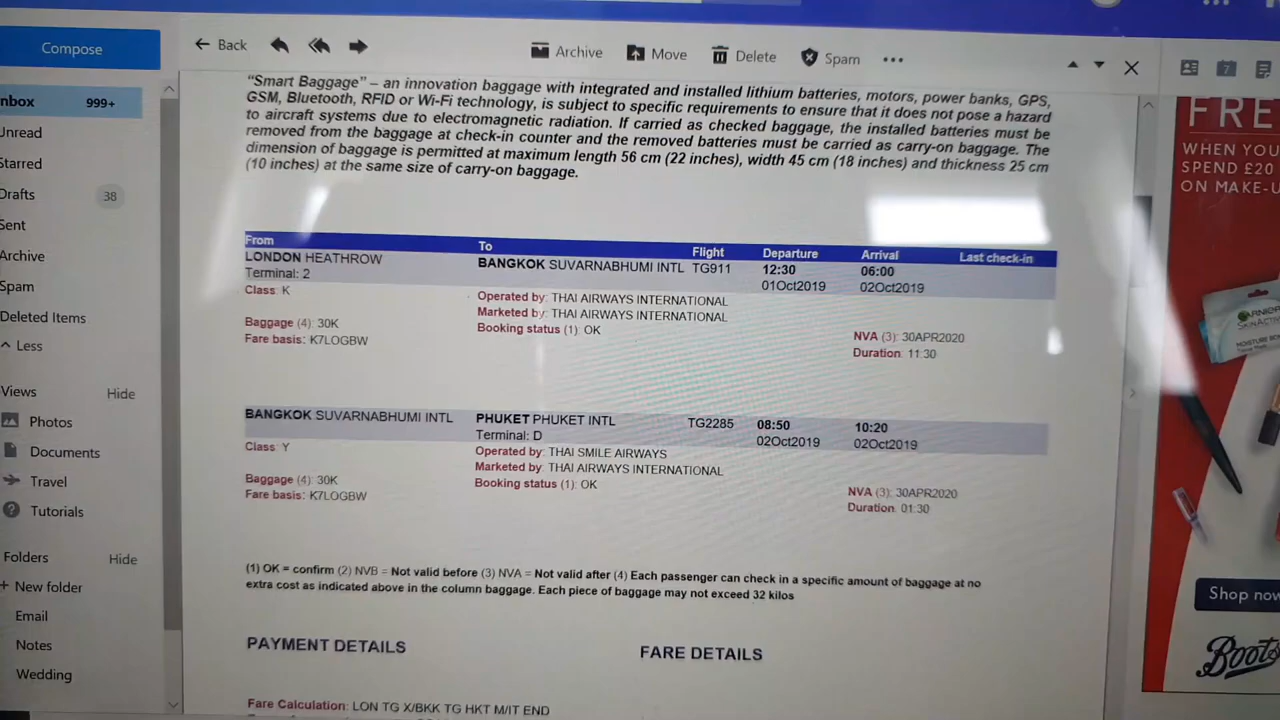 Compose
Back
Archive
Move
Delete
Spam
nbox 999+
Unread
Starred
Drafts 38
Sent
Archive
Spam
Deleted Items
Less
Views Hide
Photos
Documents
Travel
Tutorials
Folders Hide
+ New folder
Email
Notes
Wedding
"Smart Baggage" – an innovation baggage with integrated and installed lithium batteries, motors, power banks, GPS,
GSM, Bluetooth, RFID or Wi-Fi technology, is subject to specific requirements to ensure that it does not pose a hazard
to aircraft systems due to electromagnetic radiation. If carried as checked baggage, the installed batteries must be
removed from the baggage at check-in counter and the removed batteries must be carried as carry-on baggage. The
dimension of baggage is permitted at maximum length 56 cm (22 inches), width 45 cm (18 inches) and thickness 25 cm
(10 inches) at the same size of carry-on baggage.
From To Flight Departure Arrival Last check-in
LONDON HEATHROW BANGKOK SUVARNABHUMI INTL TG911 12:30 06:00
Terminal: 2 01Oct2019 02Oct2019
Class: K
Operated by: THAI AIRWAYS INTERNATIONAL
Marketed by: THAI AIRWAYS INTERNATIONAL
Baggage (4): 30K Booking status (1): OK NVA (3): 30APR2020
Fare basis: K7LOGBW Duration: 11:30
BANGKOK SUVARNABHUMI INTL PHUKET PHUKET INTL TG2285 08:50 10:20
Terminal: D 02Oct2019 02Oct2019
Class: Y Operated by: THAI SMILE AIRWAYS
Marketed by: THAI AIRWAYS INTERNATIONAL
Baggage (4): 30K Booking status (1): OK NVA (3): 30APR2020
Fare basis: K7LOGBW Duration: 01:30
(1) OK = confirm (2) NVB = Not valid before (3) NVA = Not valid after (4) Each passenger can check in a specific amount of baggage at no
extra cost as indicated above in the column baggage. Each piece of baggage may not exceed 32 kilos
PAYMENT DETAILS FARE DETAILS
Fare Calculation: LON TG X/BKK TG HKT M/IT END
7
FRE
WHEN YOU
SPEND £20
ON MAKE-U
GARNIER
SKINACTIVE
MOISTURE BO
Shop now
Boots